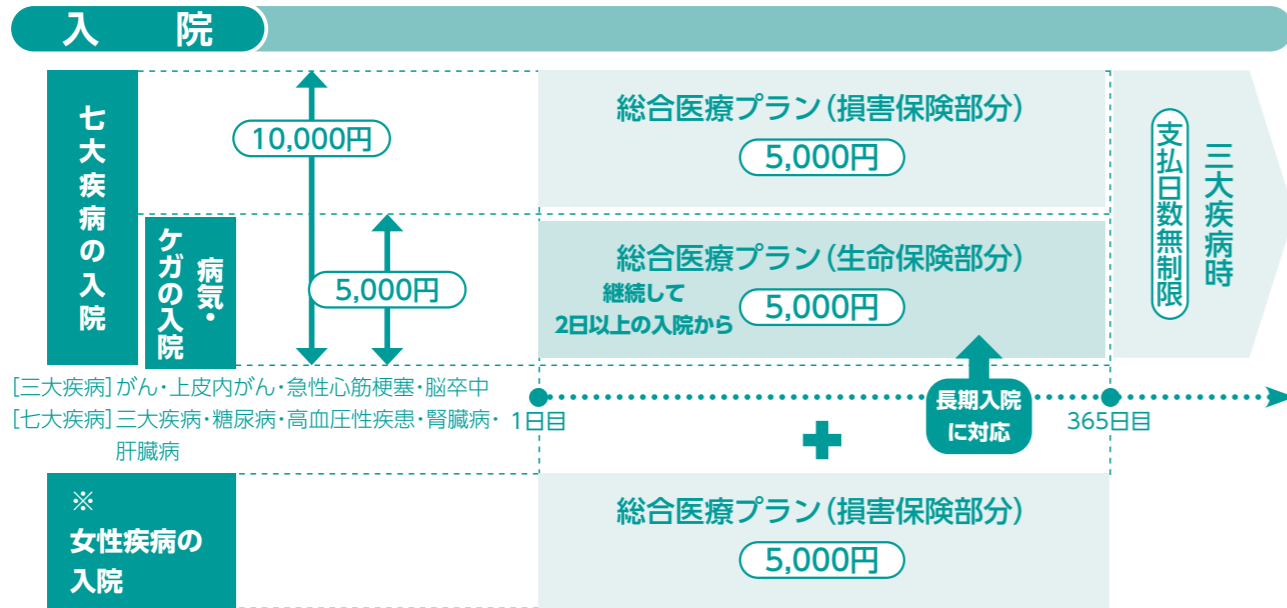 入院
七大疾病の入院
病気・
ケガの入院
10,000円
5,000円
総合医療プラン(損害保険部分)
5,000円
総合医療プラン(生命保険部分)
継続して
2日以上の入院から
5,000円
三大疾病時
支払日数無制限
[三大疾病]がん・上皮内がん・急性心筋梗塞・脳卒中
[七大疾病]三大疾病・糖尿病・高血圧性疾患・腎臓病・
肝臓病
1日目
長期入院
に対応
365日目
+
※
女性疾病の
入院
総合医療プラン(損害保険部分)
5,000円